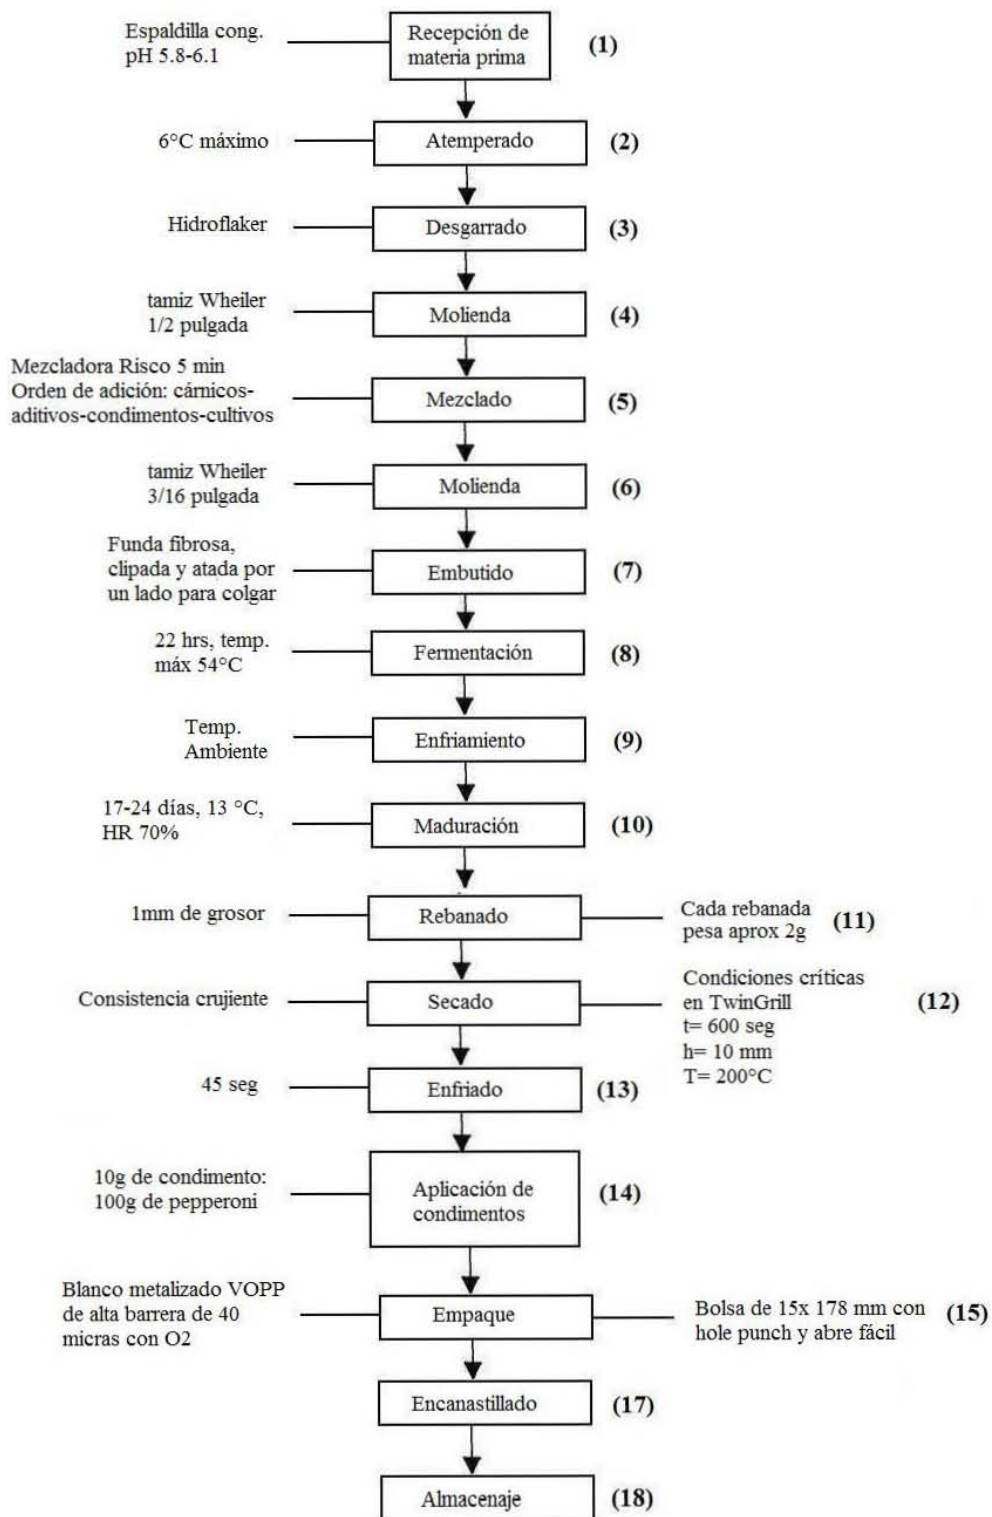 Espaldilla cong.
pH 5.8-6.1
Recepción de
materia prima
(1)
6°C máximo
Atemperado
(2)
Hidroflaker
Desgarrado
(3)
tamiz Wheiler
1/2 pulgada
Molienda
(4)
Mezcladora Risco 5 min
Orden de adición: cárnicos-
aditivos-condimentos-cultivos
Mezclado
(5)
tamiz Wheiler
3/16 pulgada
Molienda
(6)
Funda fibrosa,
clipada y atada por
un lado para colgar
Embutido
(7)
22 hrs, temp.
máx 54°C
Fermentación
(8)
Temp.
Ambiente
Enfriamiento
(9)
17-24 días, 13 °C,
HR 70%
Maduración
(10)
1mm de grosor
Rebanado
Cada rebanada
pesa aprox 2g
(11)
Consistencia crujiente
Secado
Condiciones críticas
en TwinGrill
t= 600 seg
h= 10 mm
T= 200°C
(12)
45 seg
Enfriado
(13)
10g de condimento:
100g de pepperoni
Aplicación de
condimentos
(14)
Blanco metalizado VOPP
de alta barrera de 40
micras con O2
Empaque
Bolsa de 15x 178 mm con
hole punch y abre fácil
(15)
Encanastillado
(17)
Almacenaje
(18)